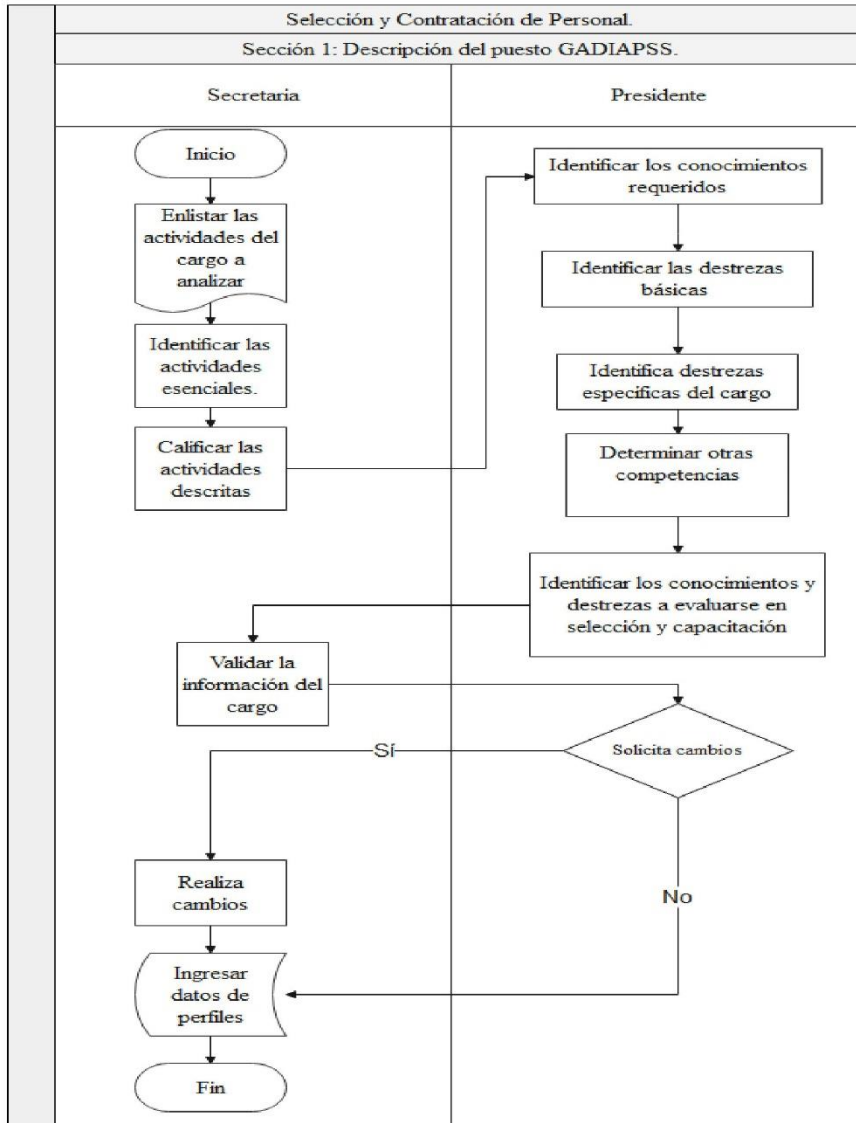 Selección y Contratación de Personal.
Sección 1: Descripción del puesto GADIAPSS.
Secretaria
Presidente
Inicio
Enlistar las
actividades del
cargo a
analizar
Identificar las
actividades
esenciales.
Calificar las
actividades
descritas
Identificar los conocimientos
requeridos
Identificar las destrezas
básicas
Identifica destrezas
especificas del cargo
Determinar otras
competencias
Identificar los conocimientos y
destrezas a evaluarse en
selección y capacitación
Validar la
información del
cargo
Solicita cambios
Sí
No
Realiza
cambios
Ingresar
datos de
perfiles
Fin